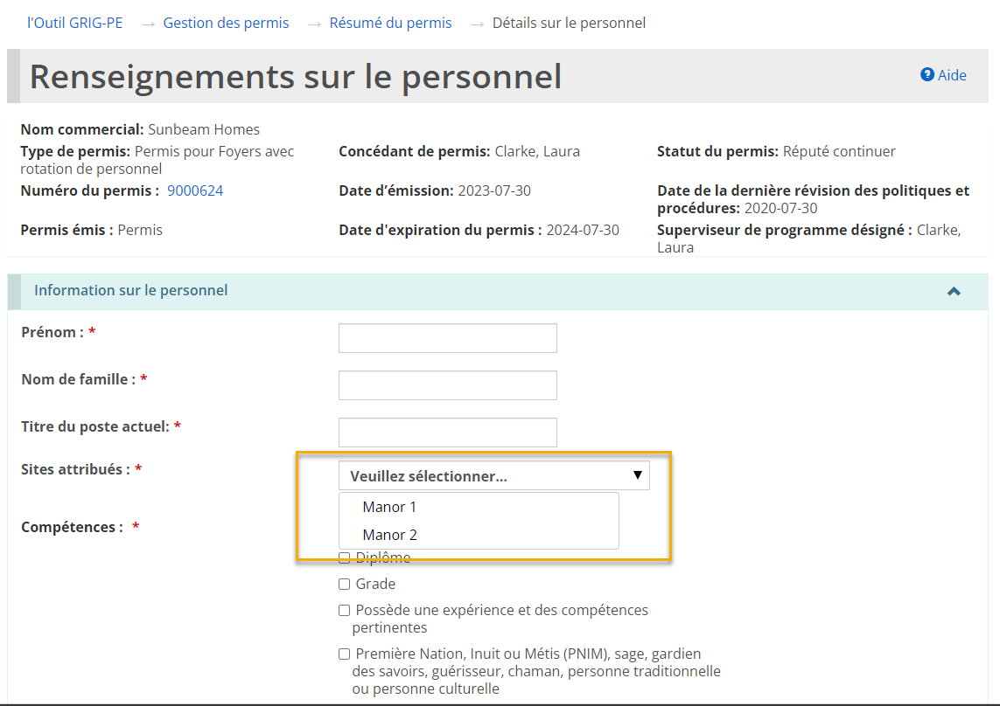 l'Outil GRIG-PE → Gestion des permis → Résumé du permis → Détails sur le personnel
Renseignements sur le personnel
Aide
Nom commercial: Sunbeam Homes
Type de permis: Permis pour Foyers avec rotation de personnel
Concédant de permis: Clarke, Laura
Statut du permis: Réputé continuer
Numéro du permis : 9000624
Date d’émission: 2023-07-30
Date de la dernière révision des politiques et procédures: 2020-07-30
Permis émis : Permis
Date d'expiration du permis : 2024-07-30
Superviseur de programme désigné : Clarke, Laura
Information sur le personnel
Prénom : *
Nom de famille : *
Titre du poste actuel: *
Sites attribués : *
Veuillez sélectionner...
Manor 1
Manor 2
Compétences : *
Diplôme
Grade
Possède une expérience et des compétences
pertinentes
Première Nation, Inuit ou Métis (PNIM), sage, gardien
des savoirs, guérisseur, chaman, personne traditionnelle
ou personne culturelle